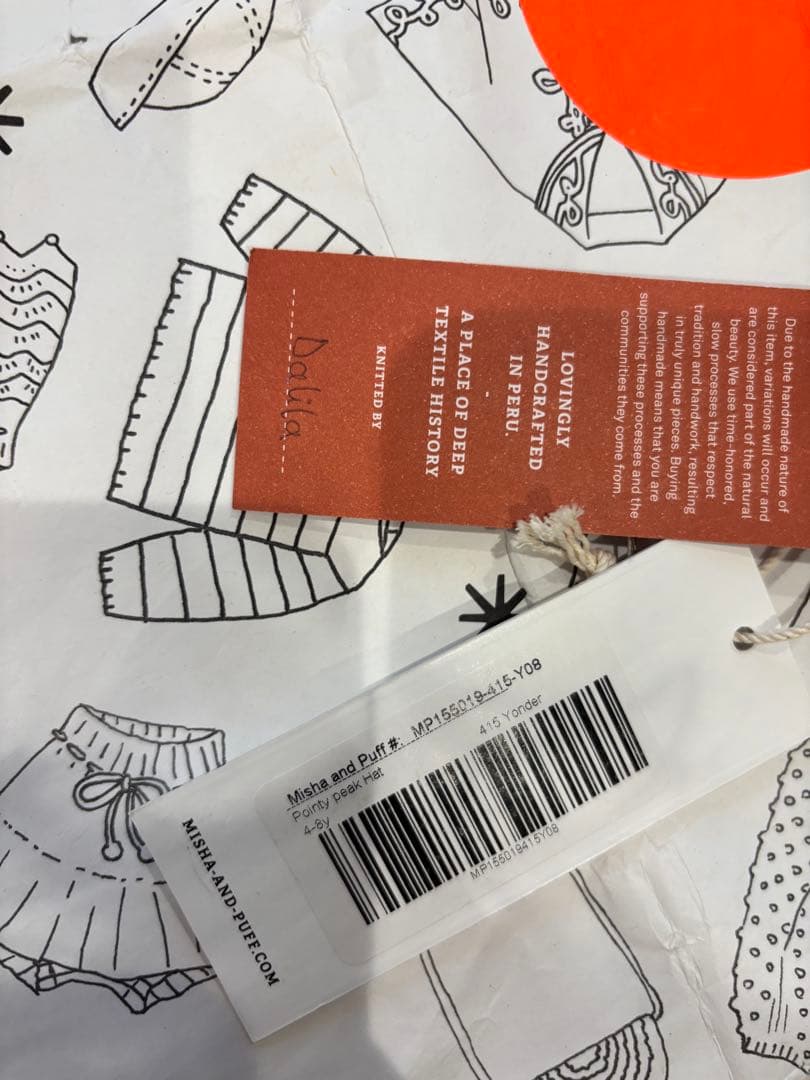 Due to the handmade nature of
this item, variations will occur and
are considered part of the natural
beauty. We use time-honored,
slow processes that respect
tradition and handwork, resulting
in truly unique pieces. Buying
handmade means that you are
supporting these processes and the
communities they come from.
LOVINGLY
HANDCRAFTED
IN PERU.
-
A PLACE OF DEEP
TEXTILE HISTORY
KNITTED BY
Dalila
Misha and Puff #: MP155019-415-Y08
Pointy peak Hat 415 Yonder
4-8y
MP155019415Y08
MISHA-AND-PUFF.COM